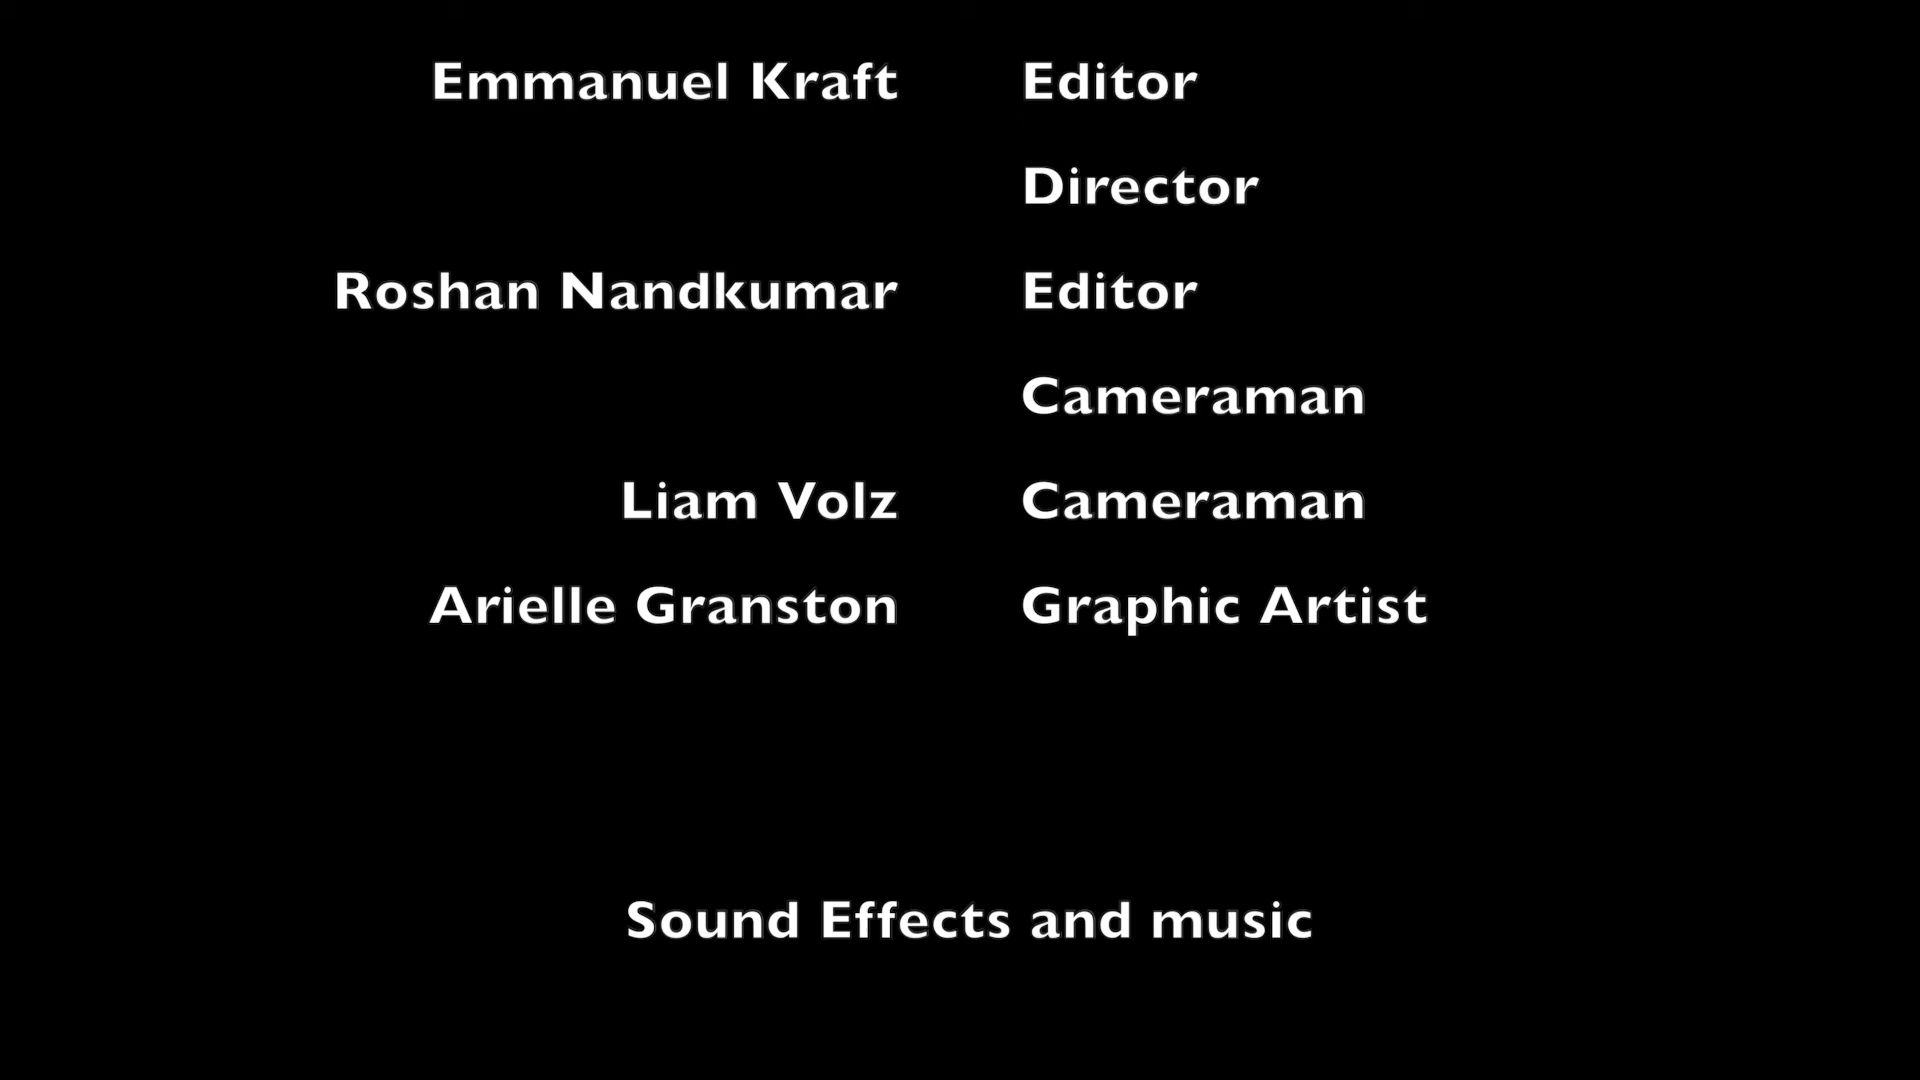 Emmanuel Kraft Editor
Director
Roshan Nandkumar Editor
Cameraman
Liam Volz Cameraman
Arielle Granston Graphic Artist
Sound Effects and music